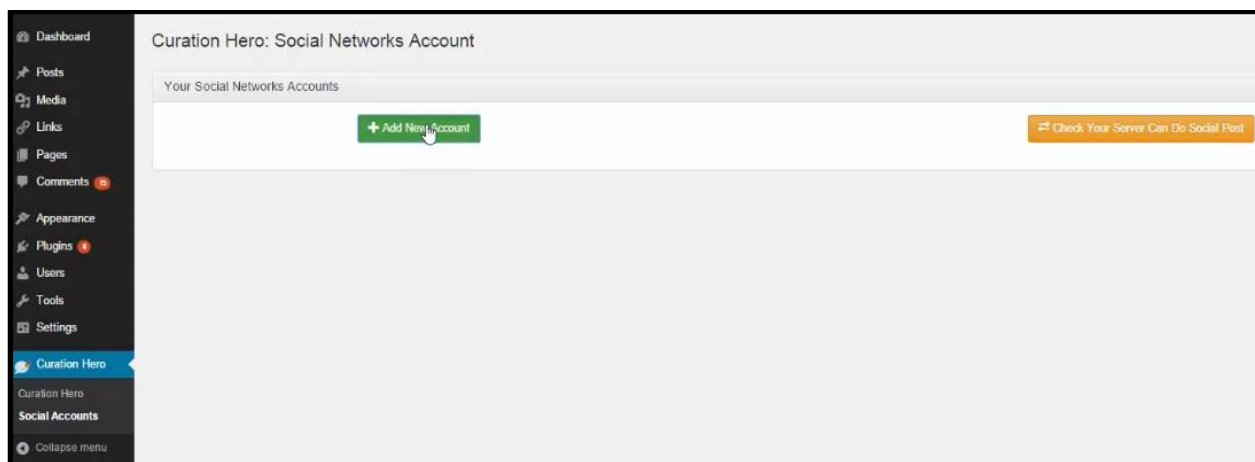 Dashboard
Posts
Media
Links
Pages
Comments
Appearance
Plugins
Users
Tools
Settings
Curation Hero
Curation Hero
Social Accounts
Collapse menu
Curation Hero: Social Networks Account
Your Social Networks Accounts
Add New Account
Check Your Server Can Do Social Post